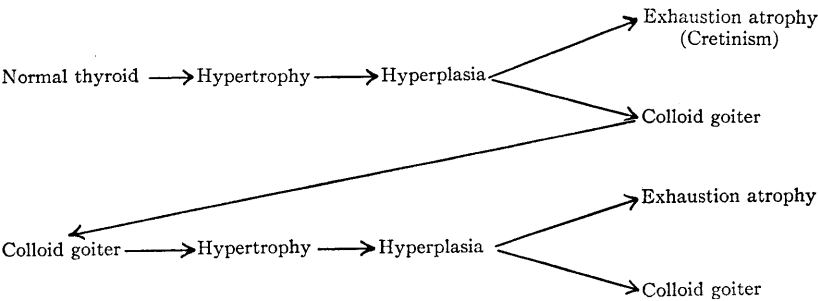 Exhaustion atrophy
(Cretinism)
Normal thyroid
Hypertrophy
Hyperplasia
Colloid goiter
Exhaustion atrophy
Colloid goiter
Hypertrophy
Hyperplasia
Colloid goiter